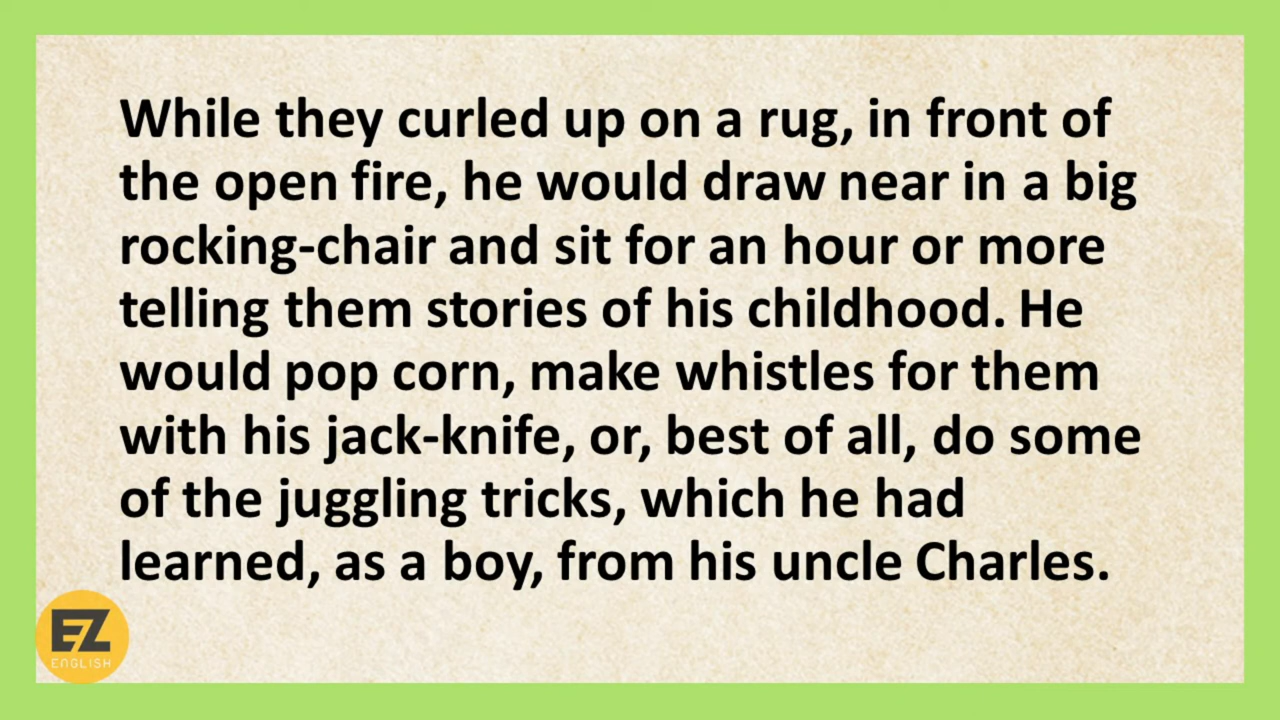 While they curled up on a rug, in front of
the open fire, he would draw near in a big
rocking-chair and sit for an hour or more
telling them stories of his childhood. He
would pop corn, make whistles for them
with his jack-knife, or, best of all, do some
of the juggling tricks, which he had
learned, as a boy, from his uncle Charles.
EZ
ENGLISH